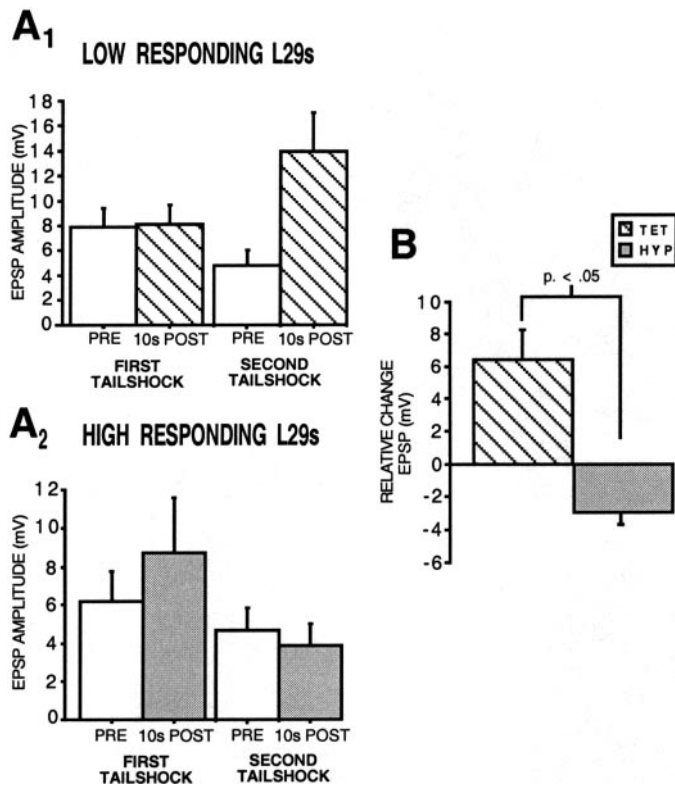 A1 LOW RESPONDING L29s
EPSP AMPLITUDE (mV)
18
16
14
12
10
8
6
4
2
0
PRE 10s POST PRE 10s POST
FIRST TAILSHOCK
SECOND TAILSHOCK
A2 HIGH RESPONDING L29s
EPSP AMPLITUDE (mV)
12
10
8
6
4
2
0
PRE 10s POST PRE 10s POST
FIRST TAILSHOCK
SECOND TAILSHOCK
B
TET
HYP
p. < .05
RELATIVE CHANGE
EPSP (mV)
10
8
6
4
2
0
-2
-4
-6